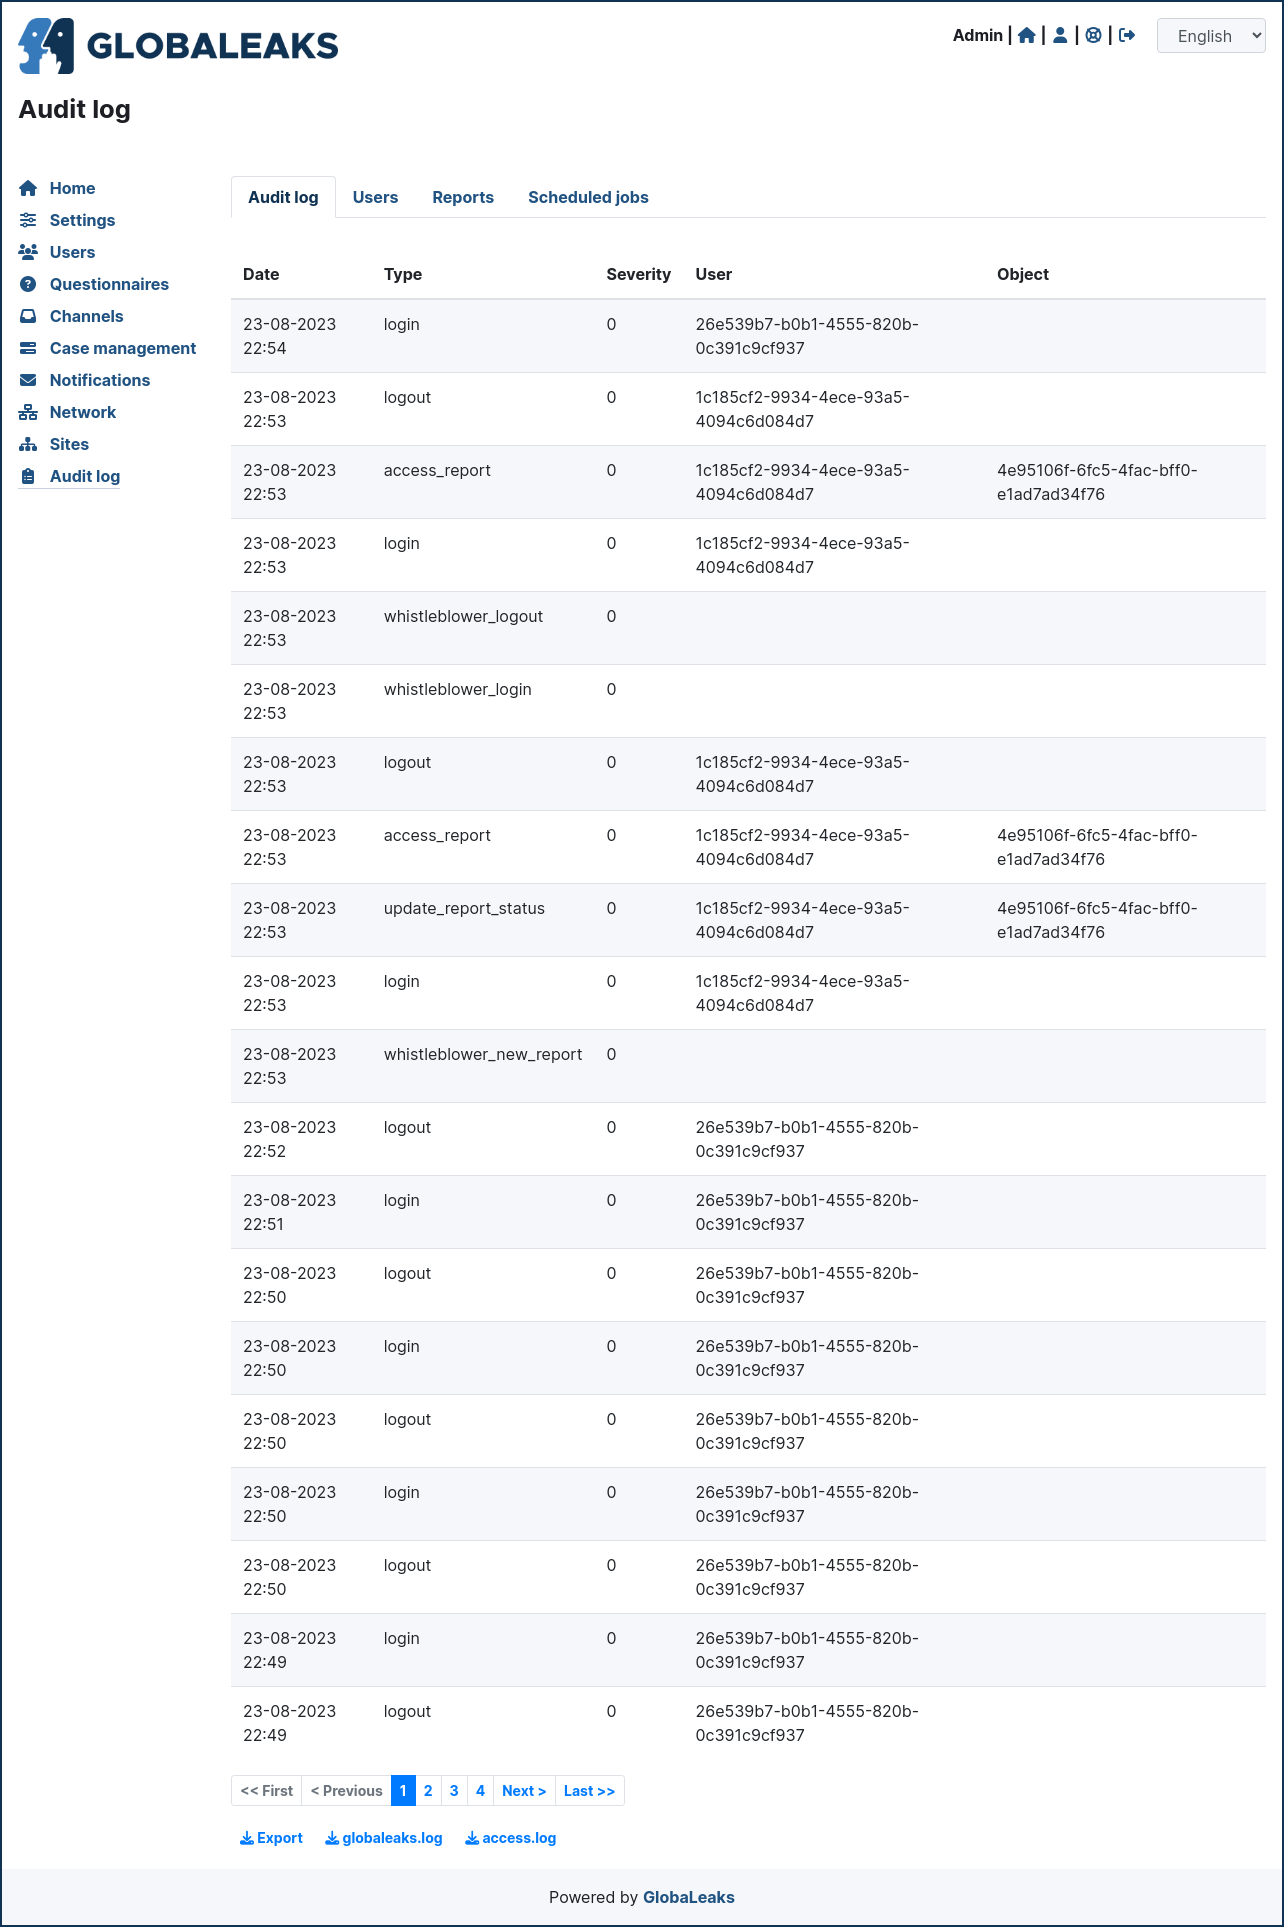 GLOBALEAKS
Admin | | | |
English
Audit log
Home
Settings
Users
Questionnaires
Channels
Case management
Notifications
Network
Sites
Audit log
Audit log Users Reports Scheduled jobs
Date Type Severity User Object
23-08-2023 login 0 26e539b7-b0b1-4555-820b-
22:54 0c391c9cf937
23-08-2023 logout 0 1c185cf2-9934-4ece-93a5-
22:53 4094c6d084d7
23-08-2023 access_report 0 1c185cf2-9934-4ece-93a5- 4e95106f-6fc5-4fac-bff0-
22:53 4094c6d084d7 e1ad7ad34f76
23-08-2023 login 0 1c185cf2-9934-4ece-93a5-
22:53 4094c6d084d7
23-08-2023 whistleblower_logout 0
22:53
23-08-2023 whistleblower_login 0
22:53
23-08-2023 logout 0 1c185cf2-9934-4ece-93a5-
22:53 4094c6d084d7
23-08-2023 access_report 0 1c185cf2-9934-4ece-93a5- 4e95106f-6fc5-4fac-bff0-
22:53 4094c6d084d7 e1ad7ad34f76
23-08-2023 update_report_status 0 1c185cf2-9934-4ece-93a5- 4e95106f-6fc5-4fac-bff0-
22:53 4094c6d084d7 e1ad7ad34f76
23-08-2023 login 0 1c185cf2-9934-4ece-93a5-
22:53 4094c6d084d7
23-08-2023 whistleblower_new_report 0
22:53
23-08-2023 logout 0 26e539b7-b0b1-4555-820b-
22:52 0c391c9cf937
23-08-2023 login 0 26e539b7-b0b1-4555-820b-
22:51 0c391c9cf937
23-08-2023 logout 0 26e539b7-b0b1-4555-820b-
22:50 0c391c9cf937
23-08-2023 login 0 26e539b7-b0b1-4555-820b-
22:50 0c391c9cf937
23-08-2023 logout 0 26e539b7-b0b1-4555-820b-
22:50 0c391c9cf937
23-08-2023 login 0 26e539b7-b0b1-4555-820b-
22:50 0c391c9cf937
23-08-2023 logout 0 26e539b7-b0b1-4555-820b-
22:50 0c391c9cf937
23-08-2023 login 0 26e539b7-b0b1-4555-820b-
22:49 0c391c9cf937
23-08-2023 logout 0 26e539b7-b0b1-4555-820b-
22:49 0c391c9cf937
<< First < Previous 1 2 3 4 Next > Last >>
Export globaleaks.log access.log
Powered by GlobaLeaks